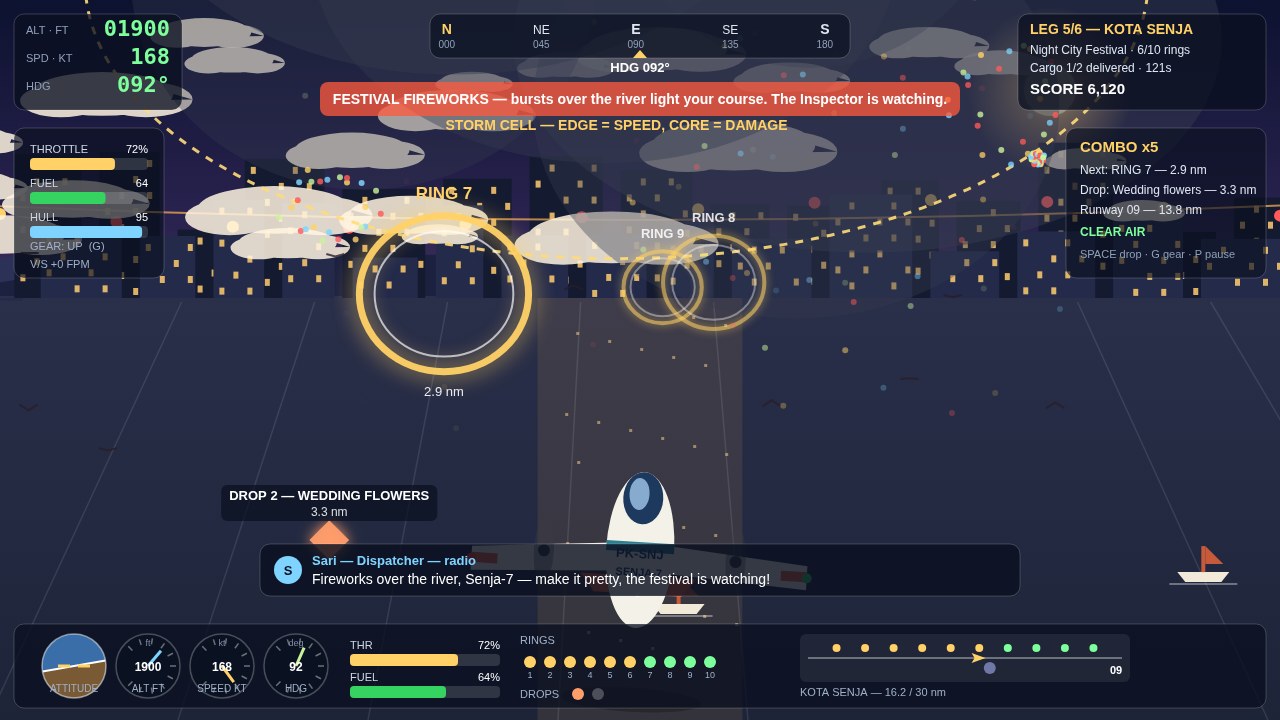 ALT · FT 01900
SPD · KT 168
HDG 092°
THROTTLE 72%
FUEL 64
HULL 95
GEAR: UP (G)
VS +0 FPM
N NE E SE S
000 045 090 135 180
HDG 092°
FESTIVAL FIREWORKS — bursts over the river light your course. The Inspector is watching.
STORM CELL — EDGE = SPEED, CORE = DAMAGE
LEG 5/6 — KOTA SENJA
Night City Festival · 6/10 rings
Cargo 1/2 delivered · 121s
SCORE 6,120
COMBO x5
Next: RING 7 — 2.9 nm
Drop: Wedding flowers — 3.3 nm
Runway 09 — 13.8 nm
CLEAR AIR
SPACE drop · G gear · P pause
RING 7
2.9 nm
RING 8
RING 9
DROP 2 — WEDDING FLOWERS
3.3 nm
PK-SNJ
SENJA-7
S
Sari — Dispatcher — radio
Fireworks over the river, Senja-7 — make it pretty, the festival is watching!
ATTITUDE
ft
1900
ALT FT
kt
168
SPEED KT
deg
92
HDG
THR 72%
FUEL 64%
RINGS
1 2 3 4 5 6 7 8 9 10
DROPS
09
KOTA SENJA — 16.2 / 30 nm